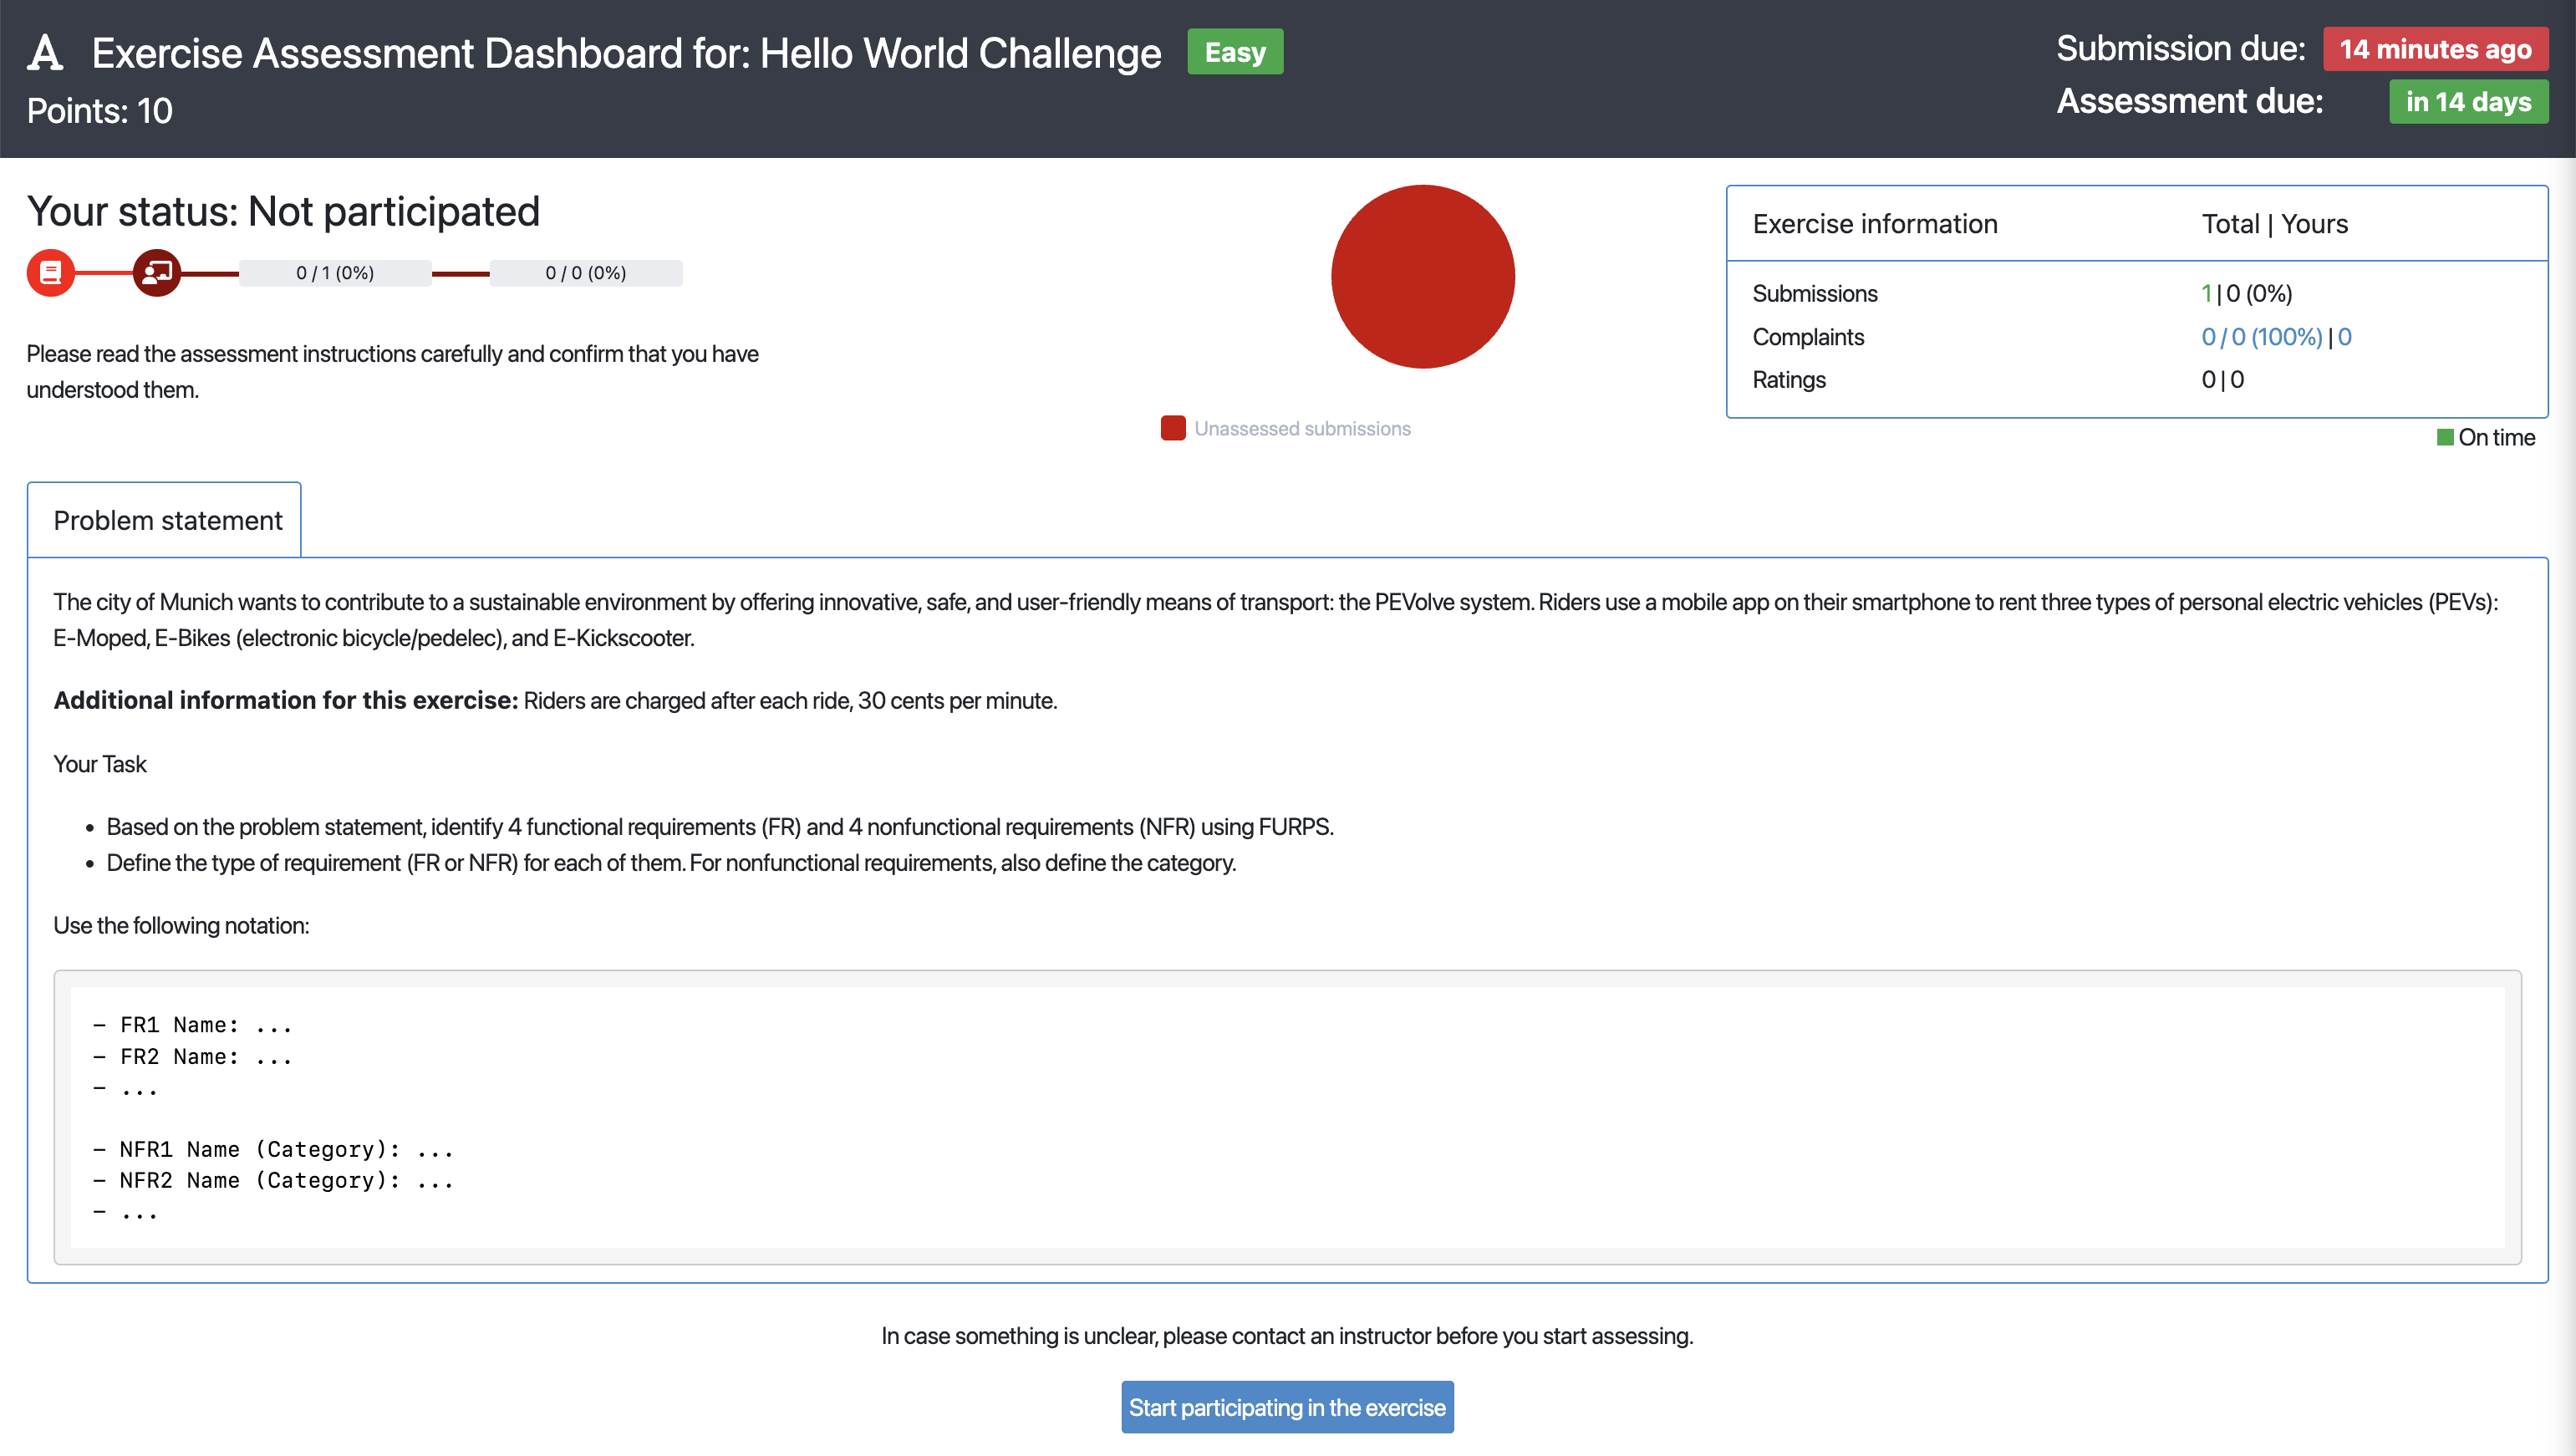 Exercise Assessment Dashboard for: Hello World Challenge Easy
Points: 10
Submission due: 14 minutes ago
Assessment due: in 14 days
Your status: Not participated
0 / 1 (0%) 0 / 0 (0%)
Please read the assessment instructions carefully and confirm that you have
understood them.
Unassessed submissions
Exercise information Total | Yours
Submissions 1 | 0 (0%)
Complaints 0 / 0 (100%) | 0
Ratings 0 | 0
On time
Problem statement
The city of Munich wants to contribute to a sustainable environment by offering innovative, safe, and user-friendly means of transport: the PEVolve system. Riders use a mobile app on their smartphone to rent three types of personal electric vehicles (PEVs):
E-Moped, E-Bikes (electronic bicycle/pedelec), and E-Kickscooter.
Additional information for this exercise: Riders are charged after each ride, 30 cents per minute.
Your Task
• Based on the problem statement, identify 4 functional requirements (FR) and 4 nonfunctional requirements (NFR) using FURPS.
• Define the type of requirement (FR or NFR) for each of them. For nonfunctional requirements, also define the category.
Use the following notation:
– FR1 Name: ...
– FR2 Name: ...
– ...
– NFR1 Name (Category): ...
– NFR2 Name (Category): ...
– ...
In case something is unclear, please contact an instructor before you start assessing.
Start participating in the exercise